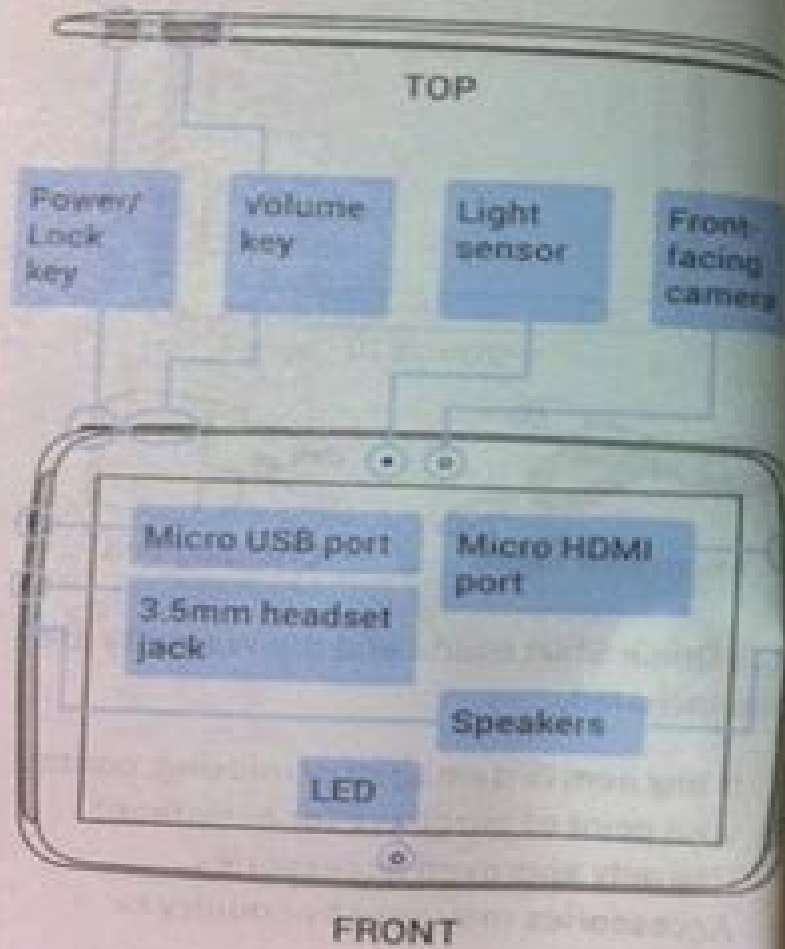 TOP
Power/
Lock
key
Volume
key
Light
sensor
Front-
facing
camera
Micro USB port
Micro HDMI
port
3.5mm headset
jack
Speakers
LED
FRONT